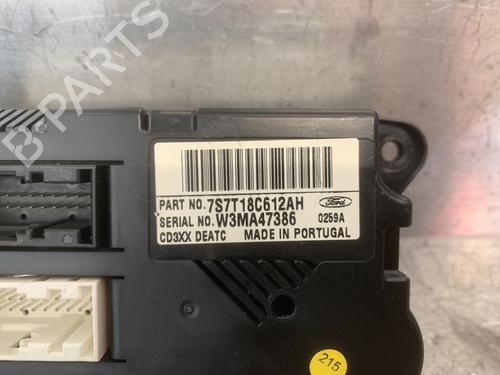 B-PARTS
PART NO. 7S7T18C612AH
Ford
SERIAL NO. W3MA47386 0259A
CD3XX DEATC MADE IN PORTUGAL
215